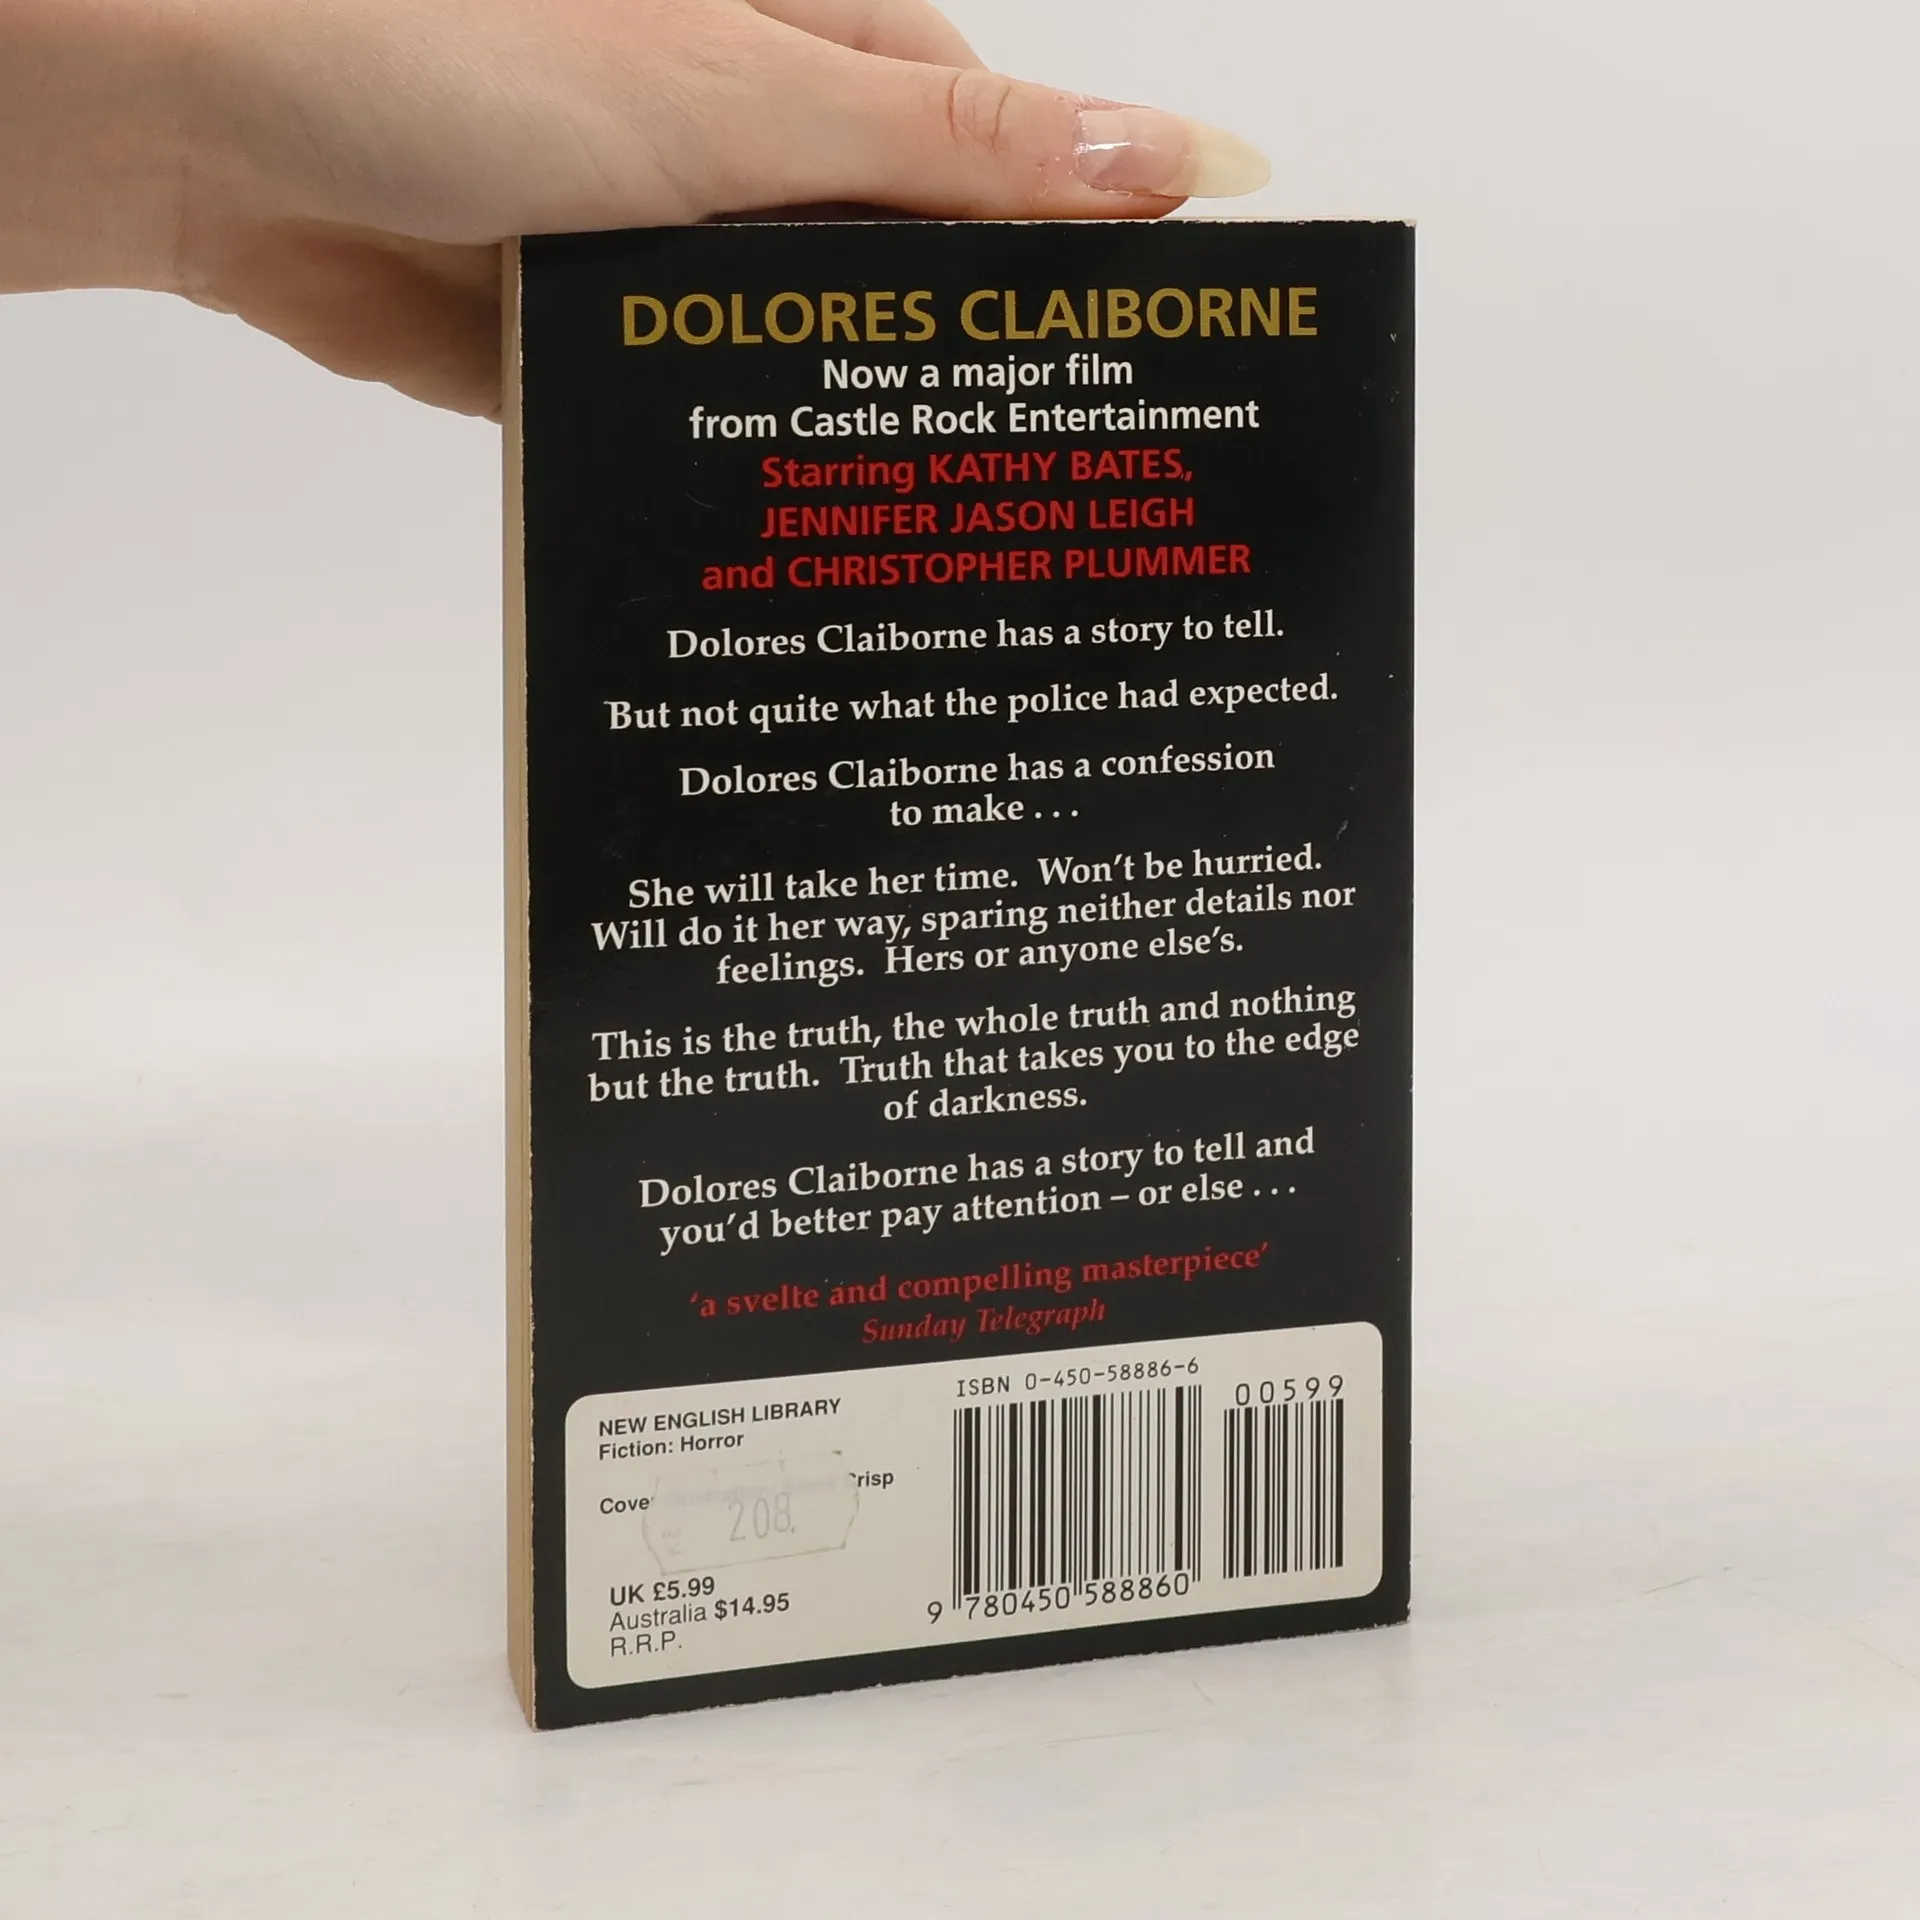 DOLORES CLAIBORNE
Now a major film
from Castle Rock Entertainment
Starring KATHY BATES,
JENNIFER JASON LEIGH
and CHRISTOPHER PLUMMER
Dolores Claiborne has a story to tell.
But not quite what the police had expected.
Dolores Claiborne has a confession
to make . . .
She will take her time. Won't be hurried.
Will do it her way, sparing neither details nor
feelings. Hers or anyone else's.
This is the truth, the whole truth and nothing
but the truth. Truth that takes you to the edge
of darkness.
Dolores Claiborne has a story to tell and
you'd better pay attention – or else . . .
'a svelte and compelling masterpiece'
Sunday Telegraph
NEW ENGLISH LIBRARY
Fiction: Horror
208.
UK £5.99
Australia $14.95
R.R.P.
ISBN 0-450-58886-6
00599
9 780450 588860